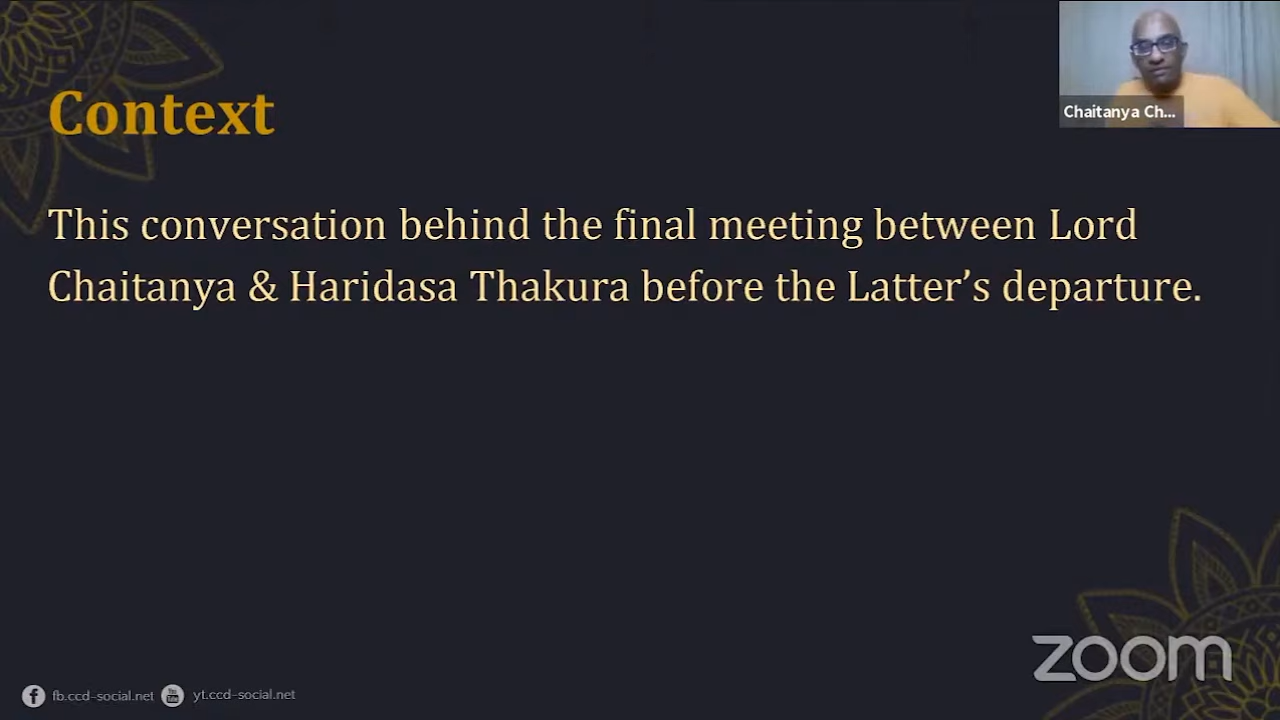 Context
Chaitanya Ch...
This conversation behind the final meeting between Lord
Chaitanya & Haridasa Thakura before the Latter’s departure.
zoom
fb.ccd-social.net
yt.ccd-social.net